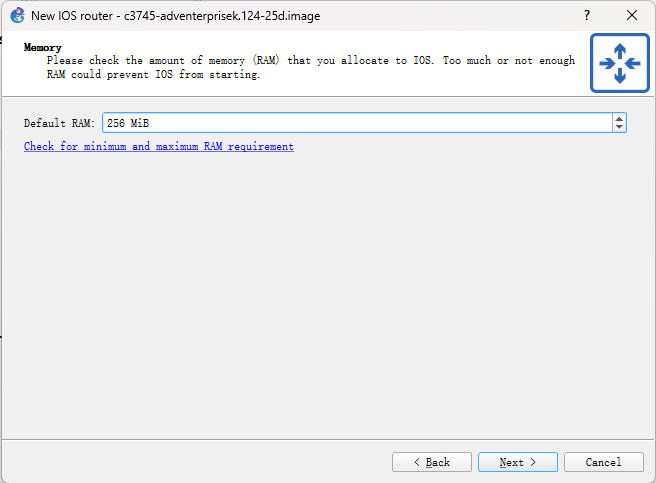 New IOS router - c3745-adventerprisek.124-25d.image
?
Memory
Please check the amount of memory (RAM) that you allocate to IOS. Too much or not enough
RAM could prevent IOS from starting.
Default RAM: 256 MiB
Check for minimum and maximum RAM requirement
< Back Next > Cancel